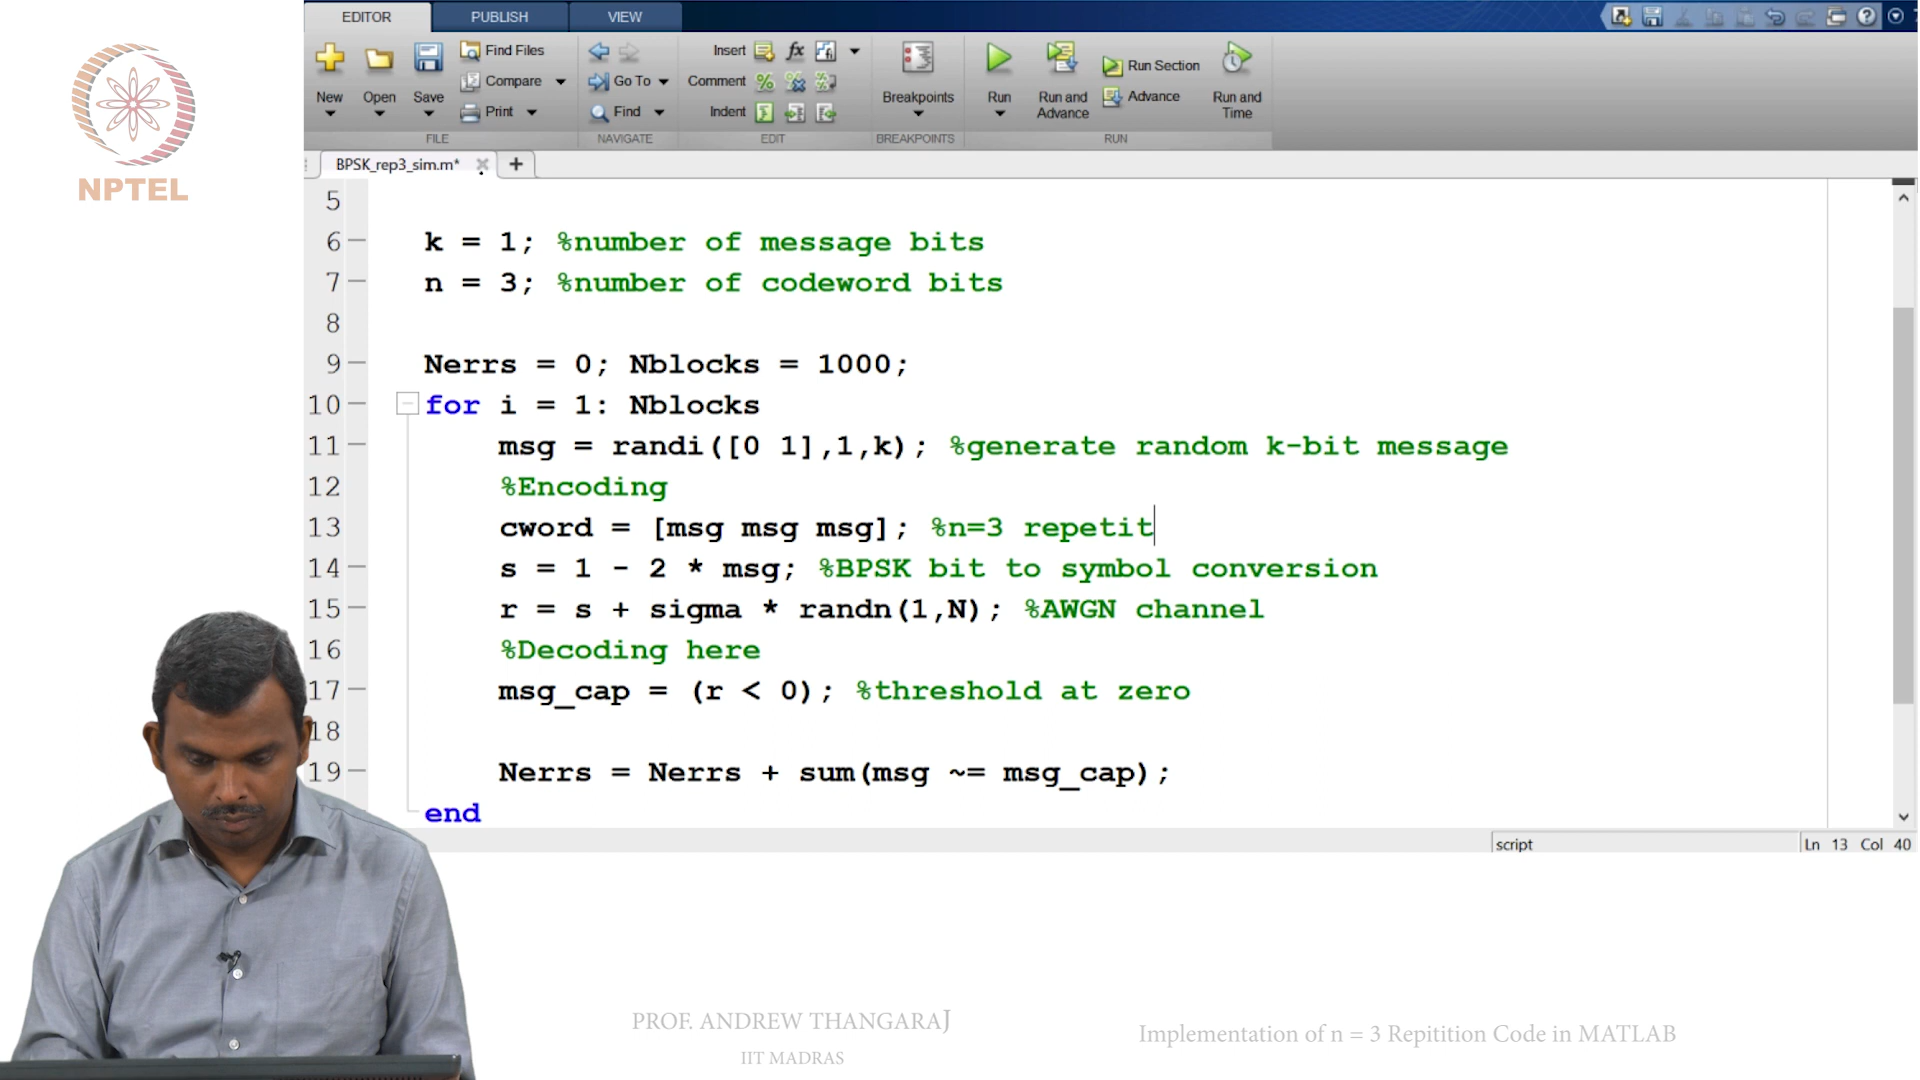 EDITOR
PUBLISH
VIEW
New
Open
Save
Find Files
Compare
Print
FILE
Go To
Find
NAVIGATE
Insert
fx
Comment
Indent
EDIT
Breakpoints
BREAKPOINTS
Run
Run and Advance
Run Section
Advance
Run and Time
RUN
NPTEL
BPSK_rep3_sim.m*
5
6 k = 1; %number of message bits
7 n = 3; %number of codeword bits
8
9 Nerrs = 0; Nblocks = 1000;
10 for i = 1: Nblocks
11 msg = randi([0 1],1,k); %generate random k-bit message
12 %Encoding
13 cword = [msg msg msg]; %n=3 repetit
14 s = 1 - 2 * msg; %BPSK bit to symbol conversion
15 r = s + sigma * randn(1,N); %AWGN channel
16 %Decoding here
17 msg_cap = (r < 0); %threshold at zero
18
19 Nerrs = Nerrs + sum(msg ~= msg_cap);
end
script
Ln 13 Col 40
PROF. ANDREW THANGARAJ
IIT MADRAS
Implementation of n = 3 Repitition Code in MATLAB